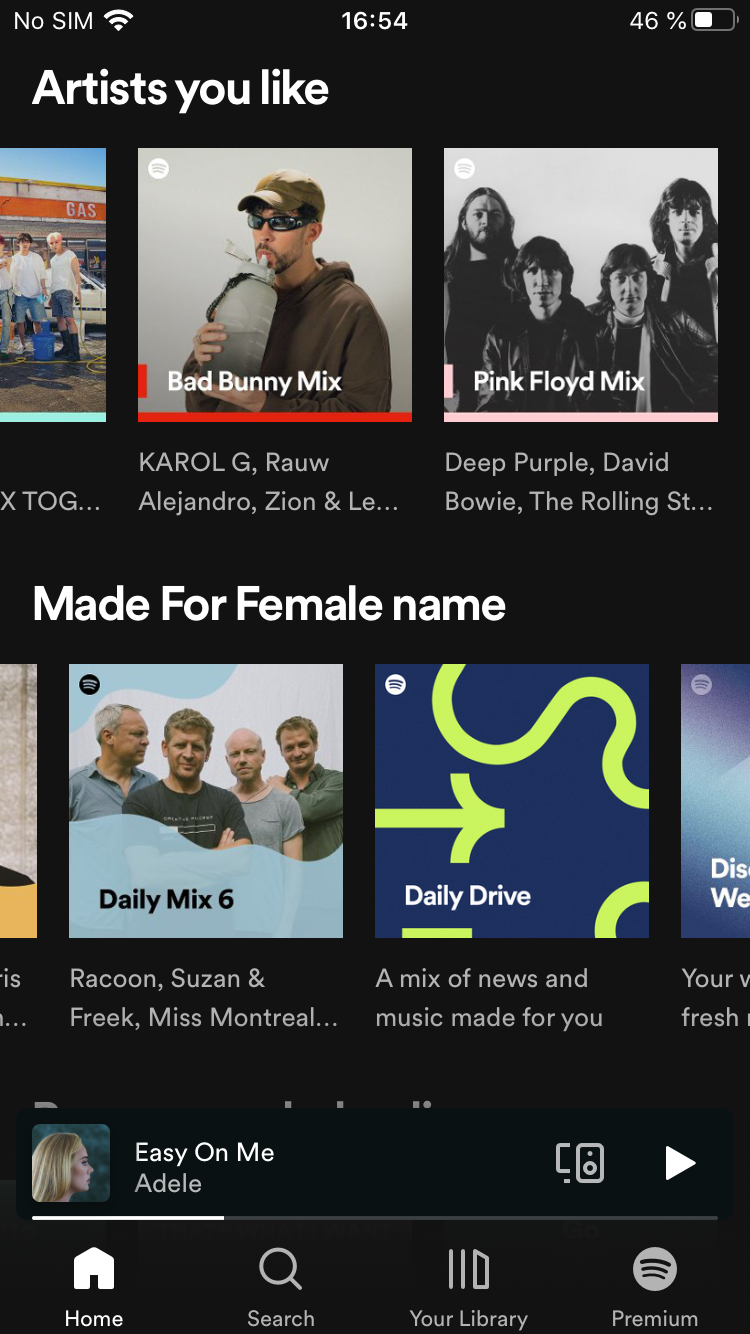 No SIM 16:54 46 %
Artists you like
GAS
Bad Bunny Mix Pink Floyd Mix
X TOG... KAROL G, Rauw Alejandro, Zion & Le...
Deep Purple, David
Bowie, The Rolling St...
Made For Female name
Daily Mix 6
Daily Drive
Racoon, Suzan &
Freek, Miss Montreal...
A mix of news and
music made for you
Easy On Me
Adele
Home Search Your Library Premium